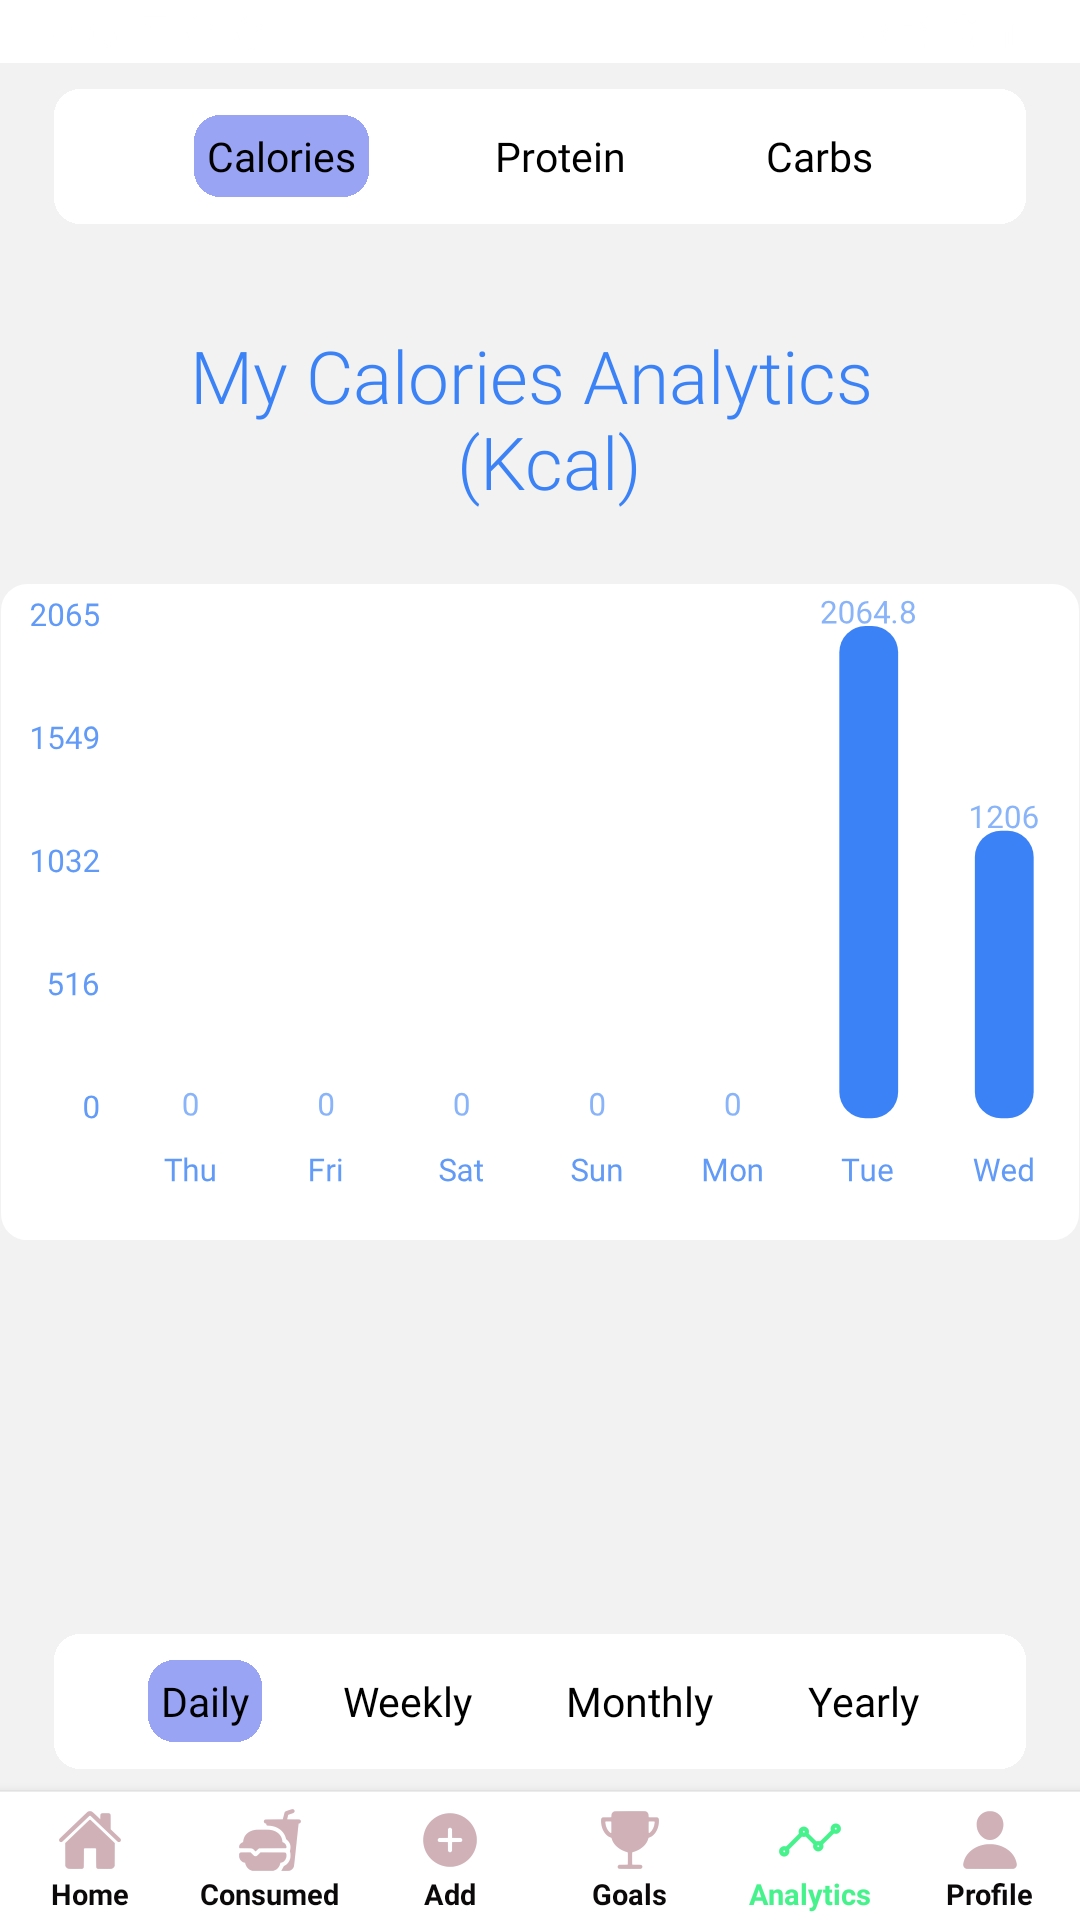 Calories Protein Carbs
My Calories Analytics
(Kcal)
2065 2064.8
1549
1206
1032
516
0 0 0 0 0 0
Thu Fri Sat Sun Mon Tue Wed
Daily Weekly Monthly Yearly
Home Consumed Add Goals Analytics Profile